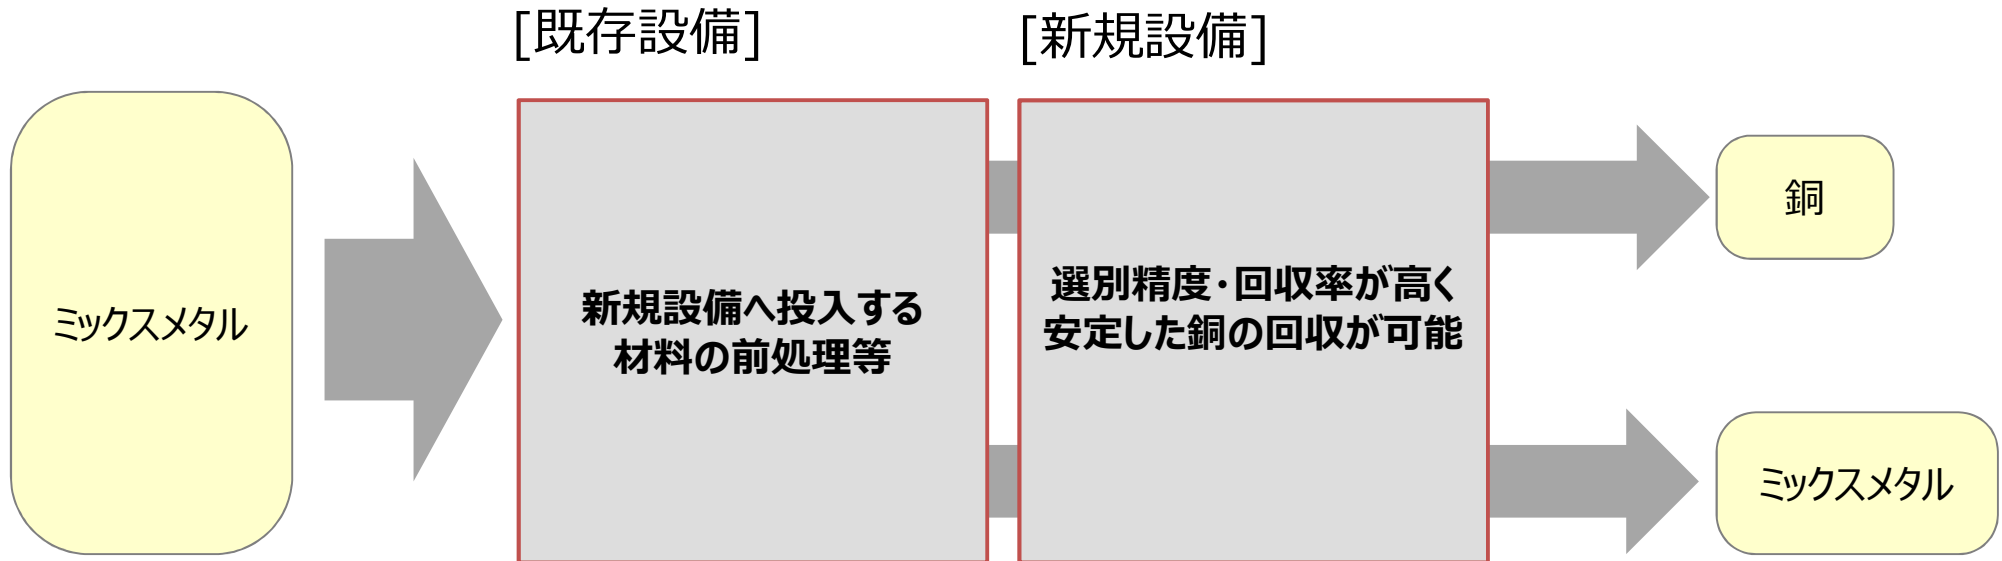 [既存設備]
[新規設備]
ミックスメタル
新規設備へ投入する
材料の前処理等
選別精度・回収率が高く
安定した銅の回収が可能
銅
ミックスメタル